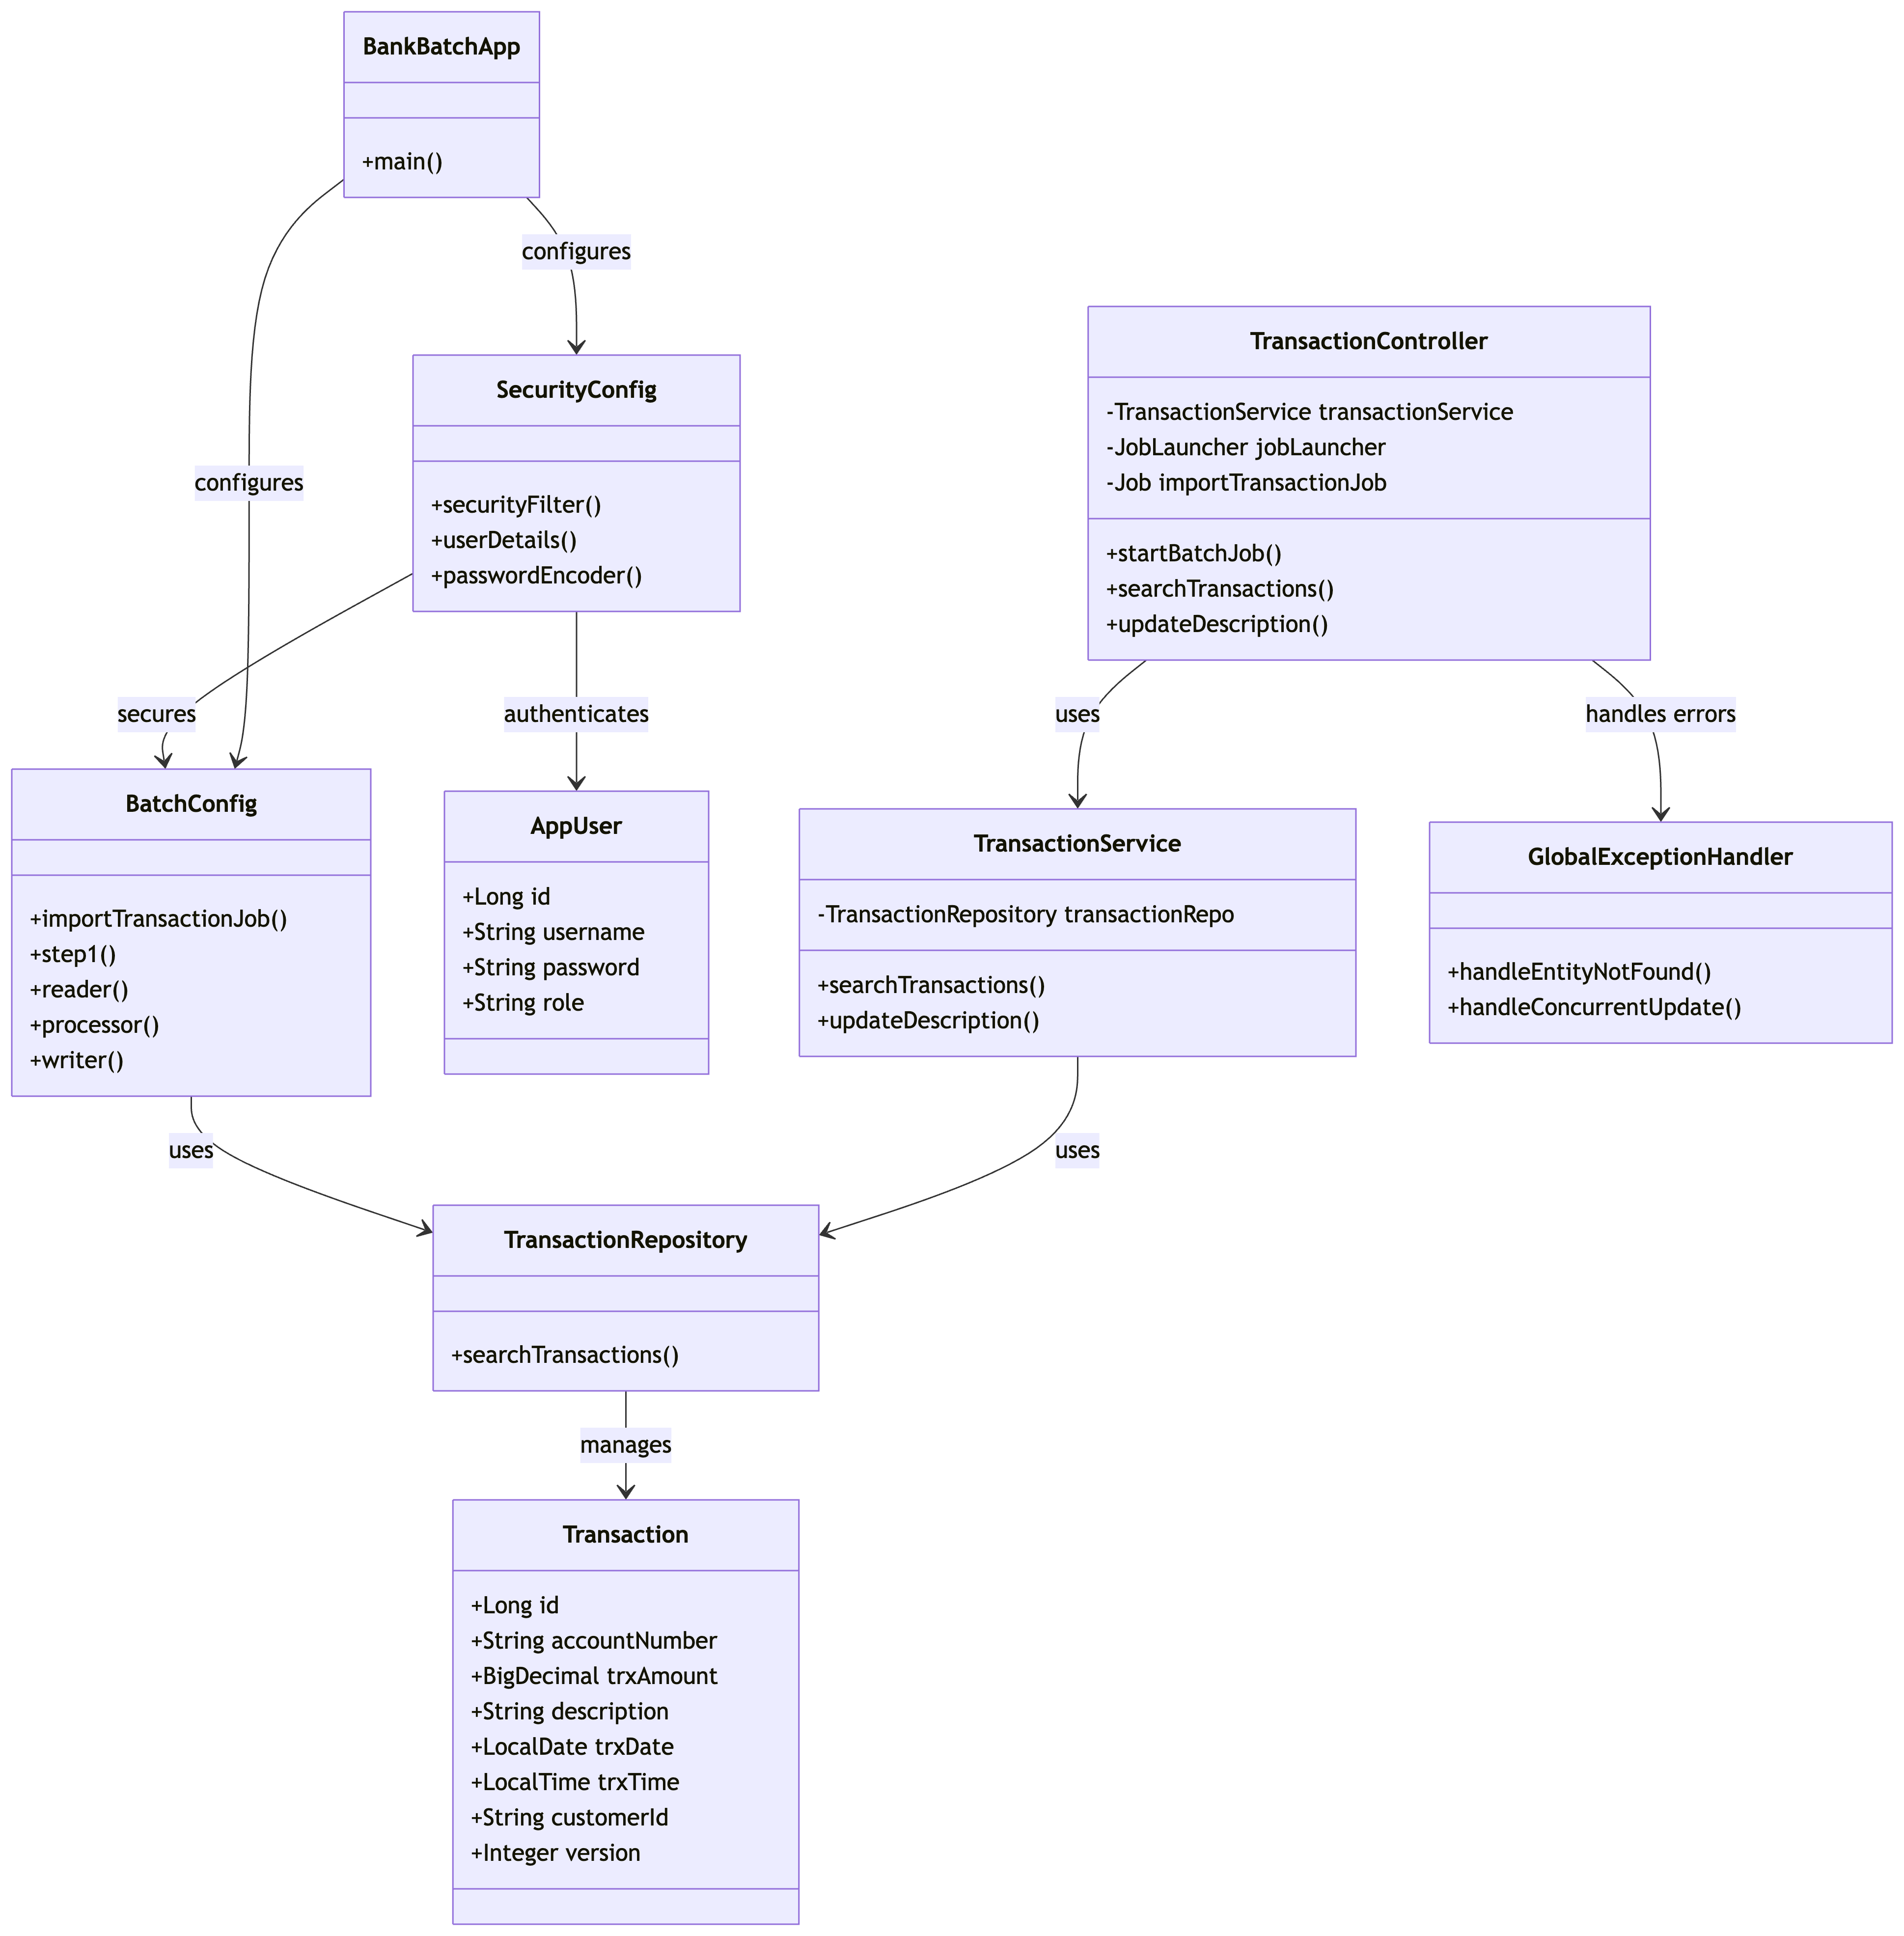 BankBatchApp
+main()
configures
configures
SecurityConfig
+securityFilter()
+userDetails()
+passwordEncoder()
TransactionController
-TransactionService transactionService
-JobLauncher jobLauncher
-Job importTransactionJob
+startBatchJob()
+searchTransactions()
+updateDescription()
secures
authenticates
uses
handles errors
BatchConfig
+importTransactionJob()
+step1()
+reader()
+processor()
+writer()
AppUser
+Long id
+String username
+String password
+String role
TransactionService
-TransactionRepository transactionRepo
+searchTransactions()
+updateDescription()
GlobalExceptionHandler
+handleEntityNotFound()
+handleConcurrentUpdate()
uses
uses
TransactionRepository
+searchTransactions()
manages
Transaction
+Long id
+String accountNumber
+BigDecimal trxAmount
+String description
+LocalDate trxDate
+LocalTime trxTime
+String customerId
+Integer version